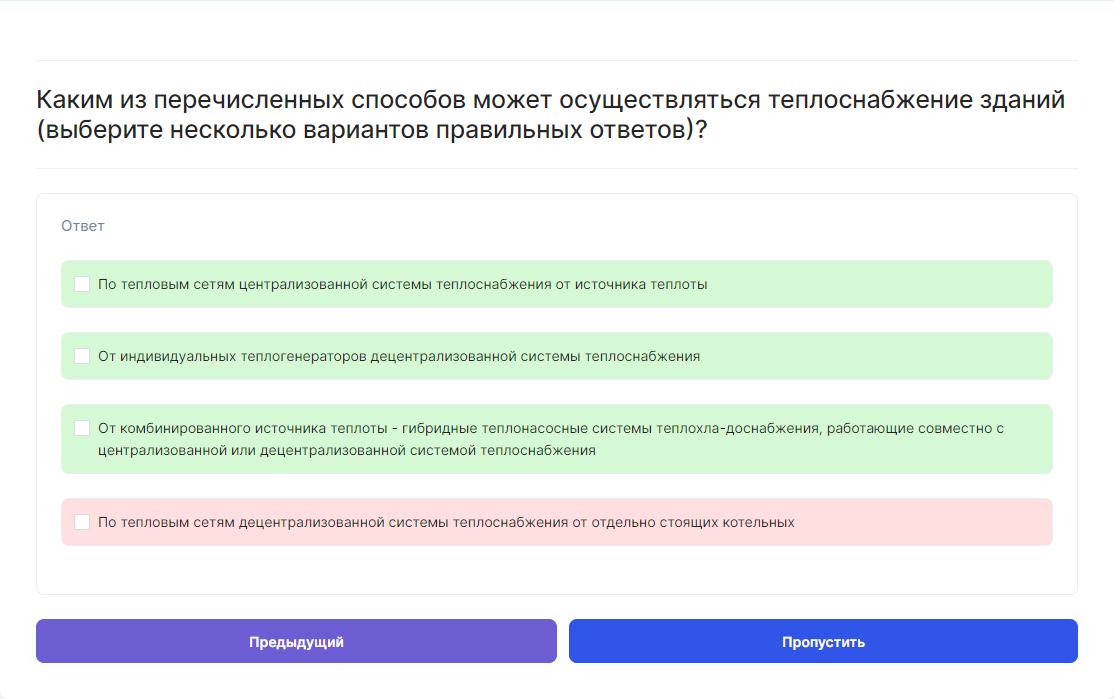 Каким из перечисленных способов может осуществляться теплоснабжение зданий
(выберите несколько вариантов правильных ответов)?
Ответ
По тепловым сетям централизованной системы теплоснабжения от источника теплоты
От индивидуальных теплогенераторов децентрализованной системы теплоснабжения
От комбинированного источника теплоты - гибридные теплонасосные системы теплохла-доснабжения, работающие совместно с
централизованной или децентрализованной системой теплоснабжения
По тепловым сетям децентрализованной системы теплоснабжения от отдельно стоящих котельных
Предыдущий
Пропустить